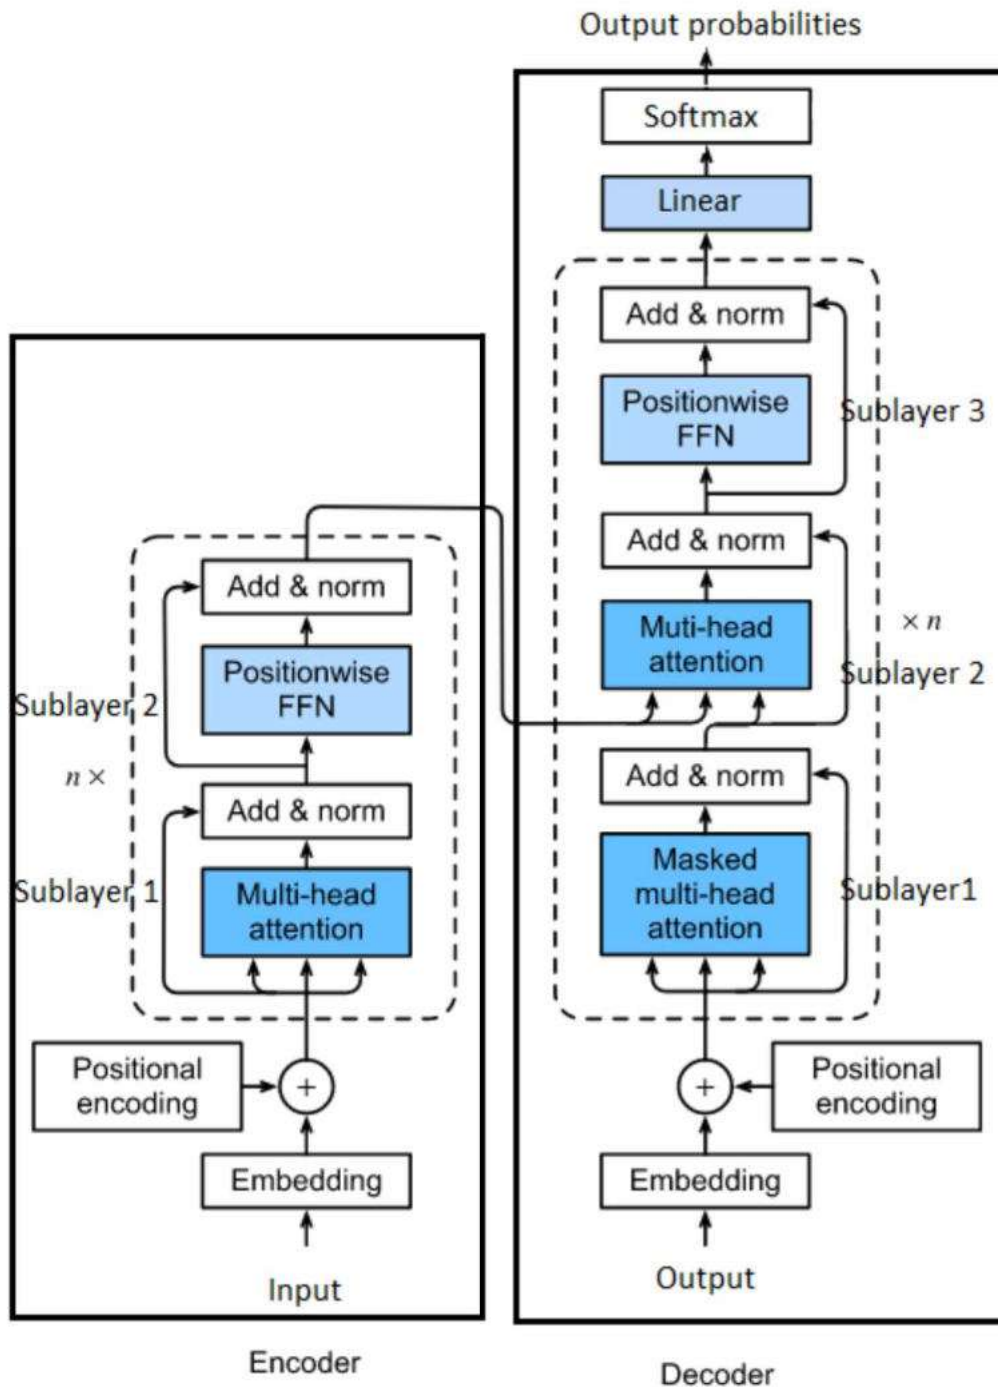 Output probabilities
Softmax
Linear
Add & norm
Positionwise
FFN
Sublayer 3
Add & norm
Muti-head
attention
× n
Sublayer 2
Add & norm
Masked
multi-head
attention
Sublayer1
Positional
encoding
+
Embedding
Output
Decoder
Add & norm
Positionwise
FFN
Sublayer 2
n ×
Add & norm
Multi-head
attention
Sublayer 1
Positional
encoding
+
Embedding
Input
Encoder